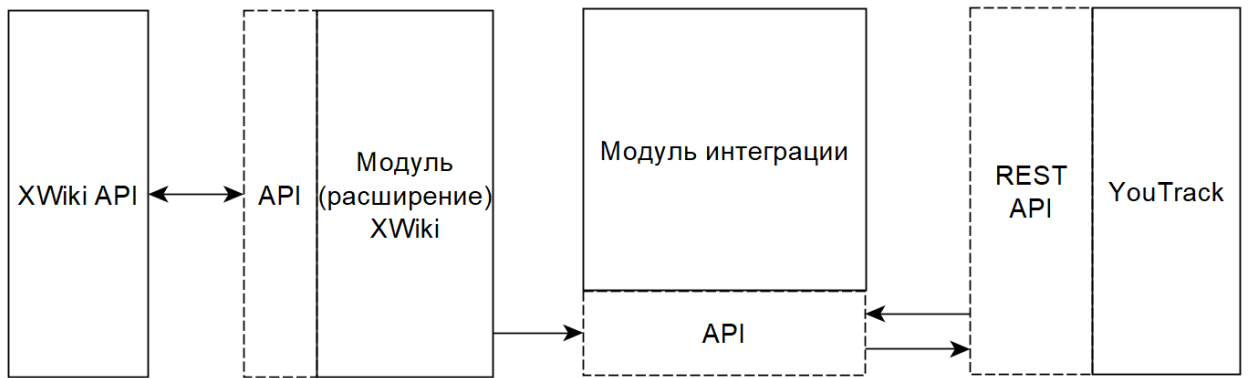 XWiki API
API
Модуль
(расширение)
XWiki
Модуль интеграции
API
REST
API
YouTrack